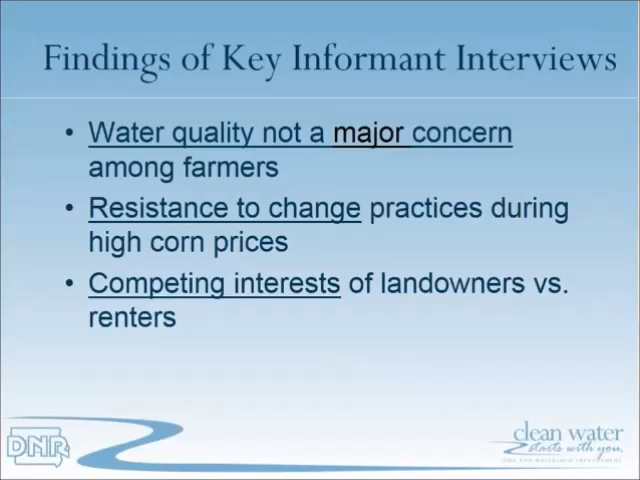 Findings of Key Informant Interviews
• Water quality not a major concern
among farmers
• Resistance to change practices during
high corn prices
• Competing interests of landowners vs.
renters
DNR
clean water
starts with you.